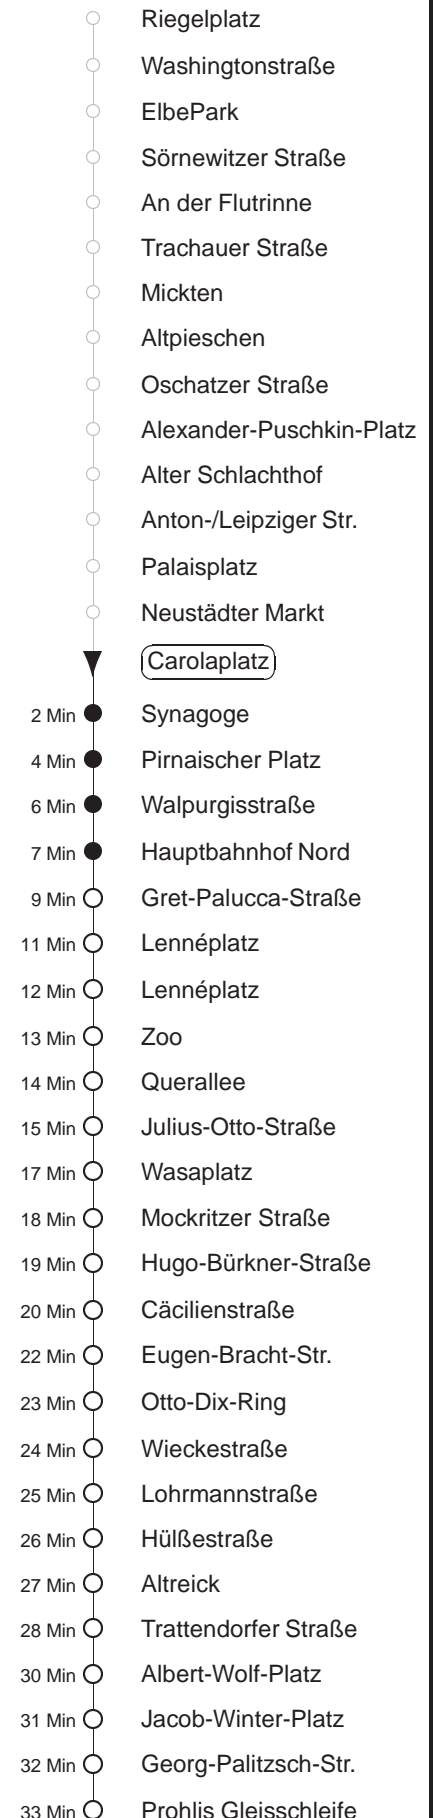 Riegelplatz
Washingtonstraße
ElbePark
Sörnewitzer Straße
An der Flutrinne
Trachauer Straße
Mickten
Altpieschen
Oschatzer Straße
Alexander-Puschkin-Platz
Alter Schlachthof
Anton-/Leipziger Str.
Palaisplatz
Neustädter Markt
Carolaplatz
2 Min Synagoge
4 Min Pirnaischer Platz
6 Min Walpurgisstraße
7 Min Hauptbahnhof Nord
9 Min Gret-Palucca-Straße
11 Min Lennéplatz
12 Min Lennéplatz
13 Min Zoo
14 Min Querallee
15 Min Julius-Otto-Straße
17 Min Wasaplatz
18 Min Mockritzer Straße
19 Min Hugo-Bürkner-Straße
20 Min Cäcilienstraße
22 Min Eugen-Bracht-Str.
23 Min Otto-Dix-Ring
24 Min Wieckestraße
25 Min Lohrmannstraße
26 Min Hülßestraße
27 Min Altreick
28 Min Trattendorfer Straße
30 Min Albert-Wolf-Platz
31 Min Jacob-Winter-Platz
32 Min Georg-Palitzsch-Str.
33 Min Prohlis Gleisschleife